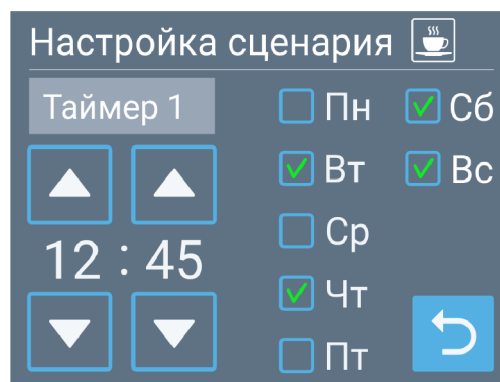 Настройка сценария
Таймер 1
12 : 45
Пн
Вт
Ср
Чт
Пт
Сб
Вс